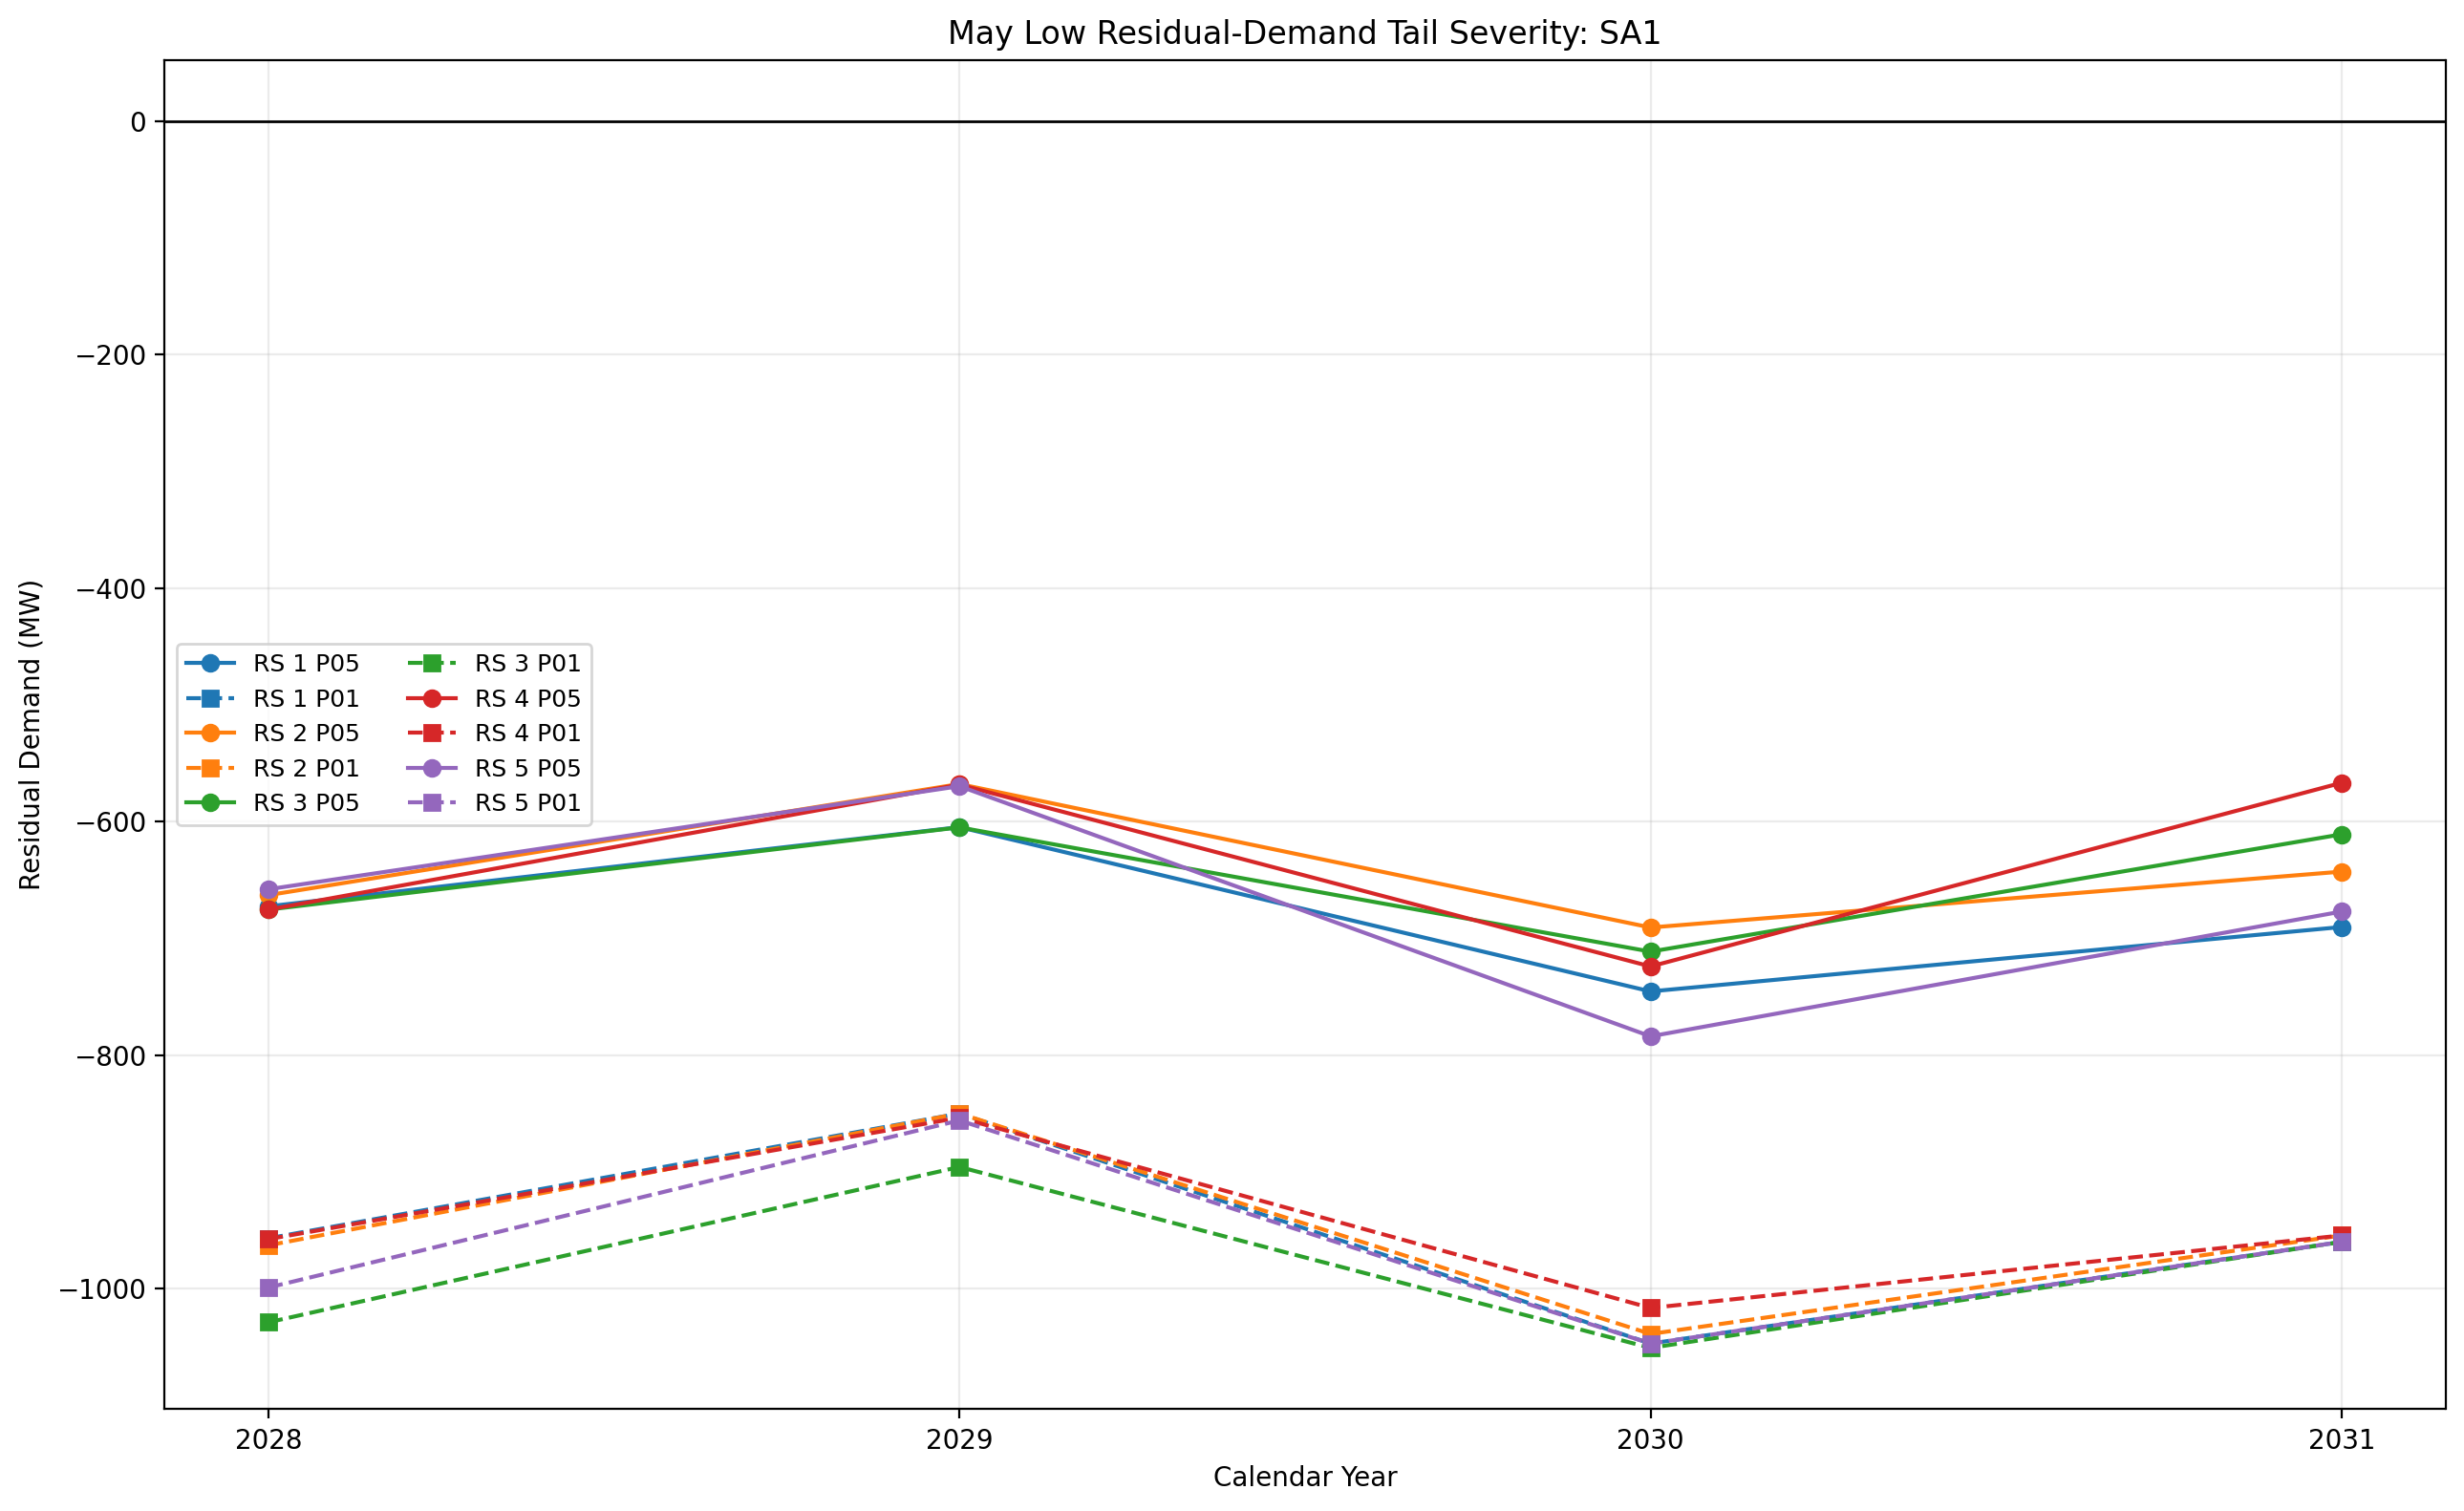 May Low Residual-Demand Tail Severity: SA1
Residual Demand (MW)
0
−200
−400
−600
−800
−1000
RS 1 P05
RS 1 P01
RS 2 P05
RS 2 P01
RS 3 P05
RS 3 P01
RS 4 P05
RS 4 P01
RS 5 P05
RS 5 P01
2028
2029
2030
2031
Calendar Year